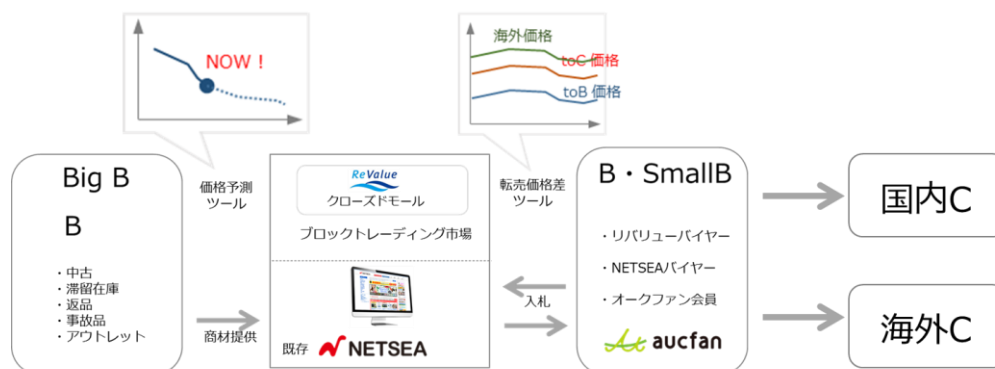 NOW！
海外価格
toC 価格
toB 価格
Big B
B
・中古
・滞留在庫
・返品
・事故品
・アウトレット
価格予測
ツール
商材提供
ReValue
クローズドモール
ブロックトレーディング市場
既存 NETSEA
転売価格差
ツール
入札
B・SmallB
・リバリューバイヤー
・NETSEAバイヤー
・オークファン会員
aucfan
国内C
海外C